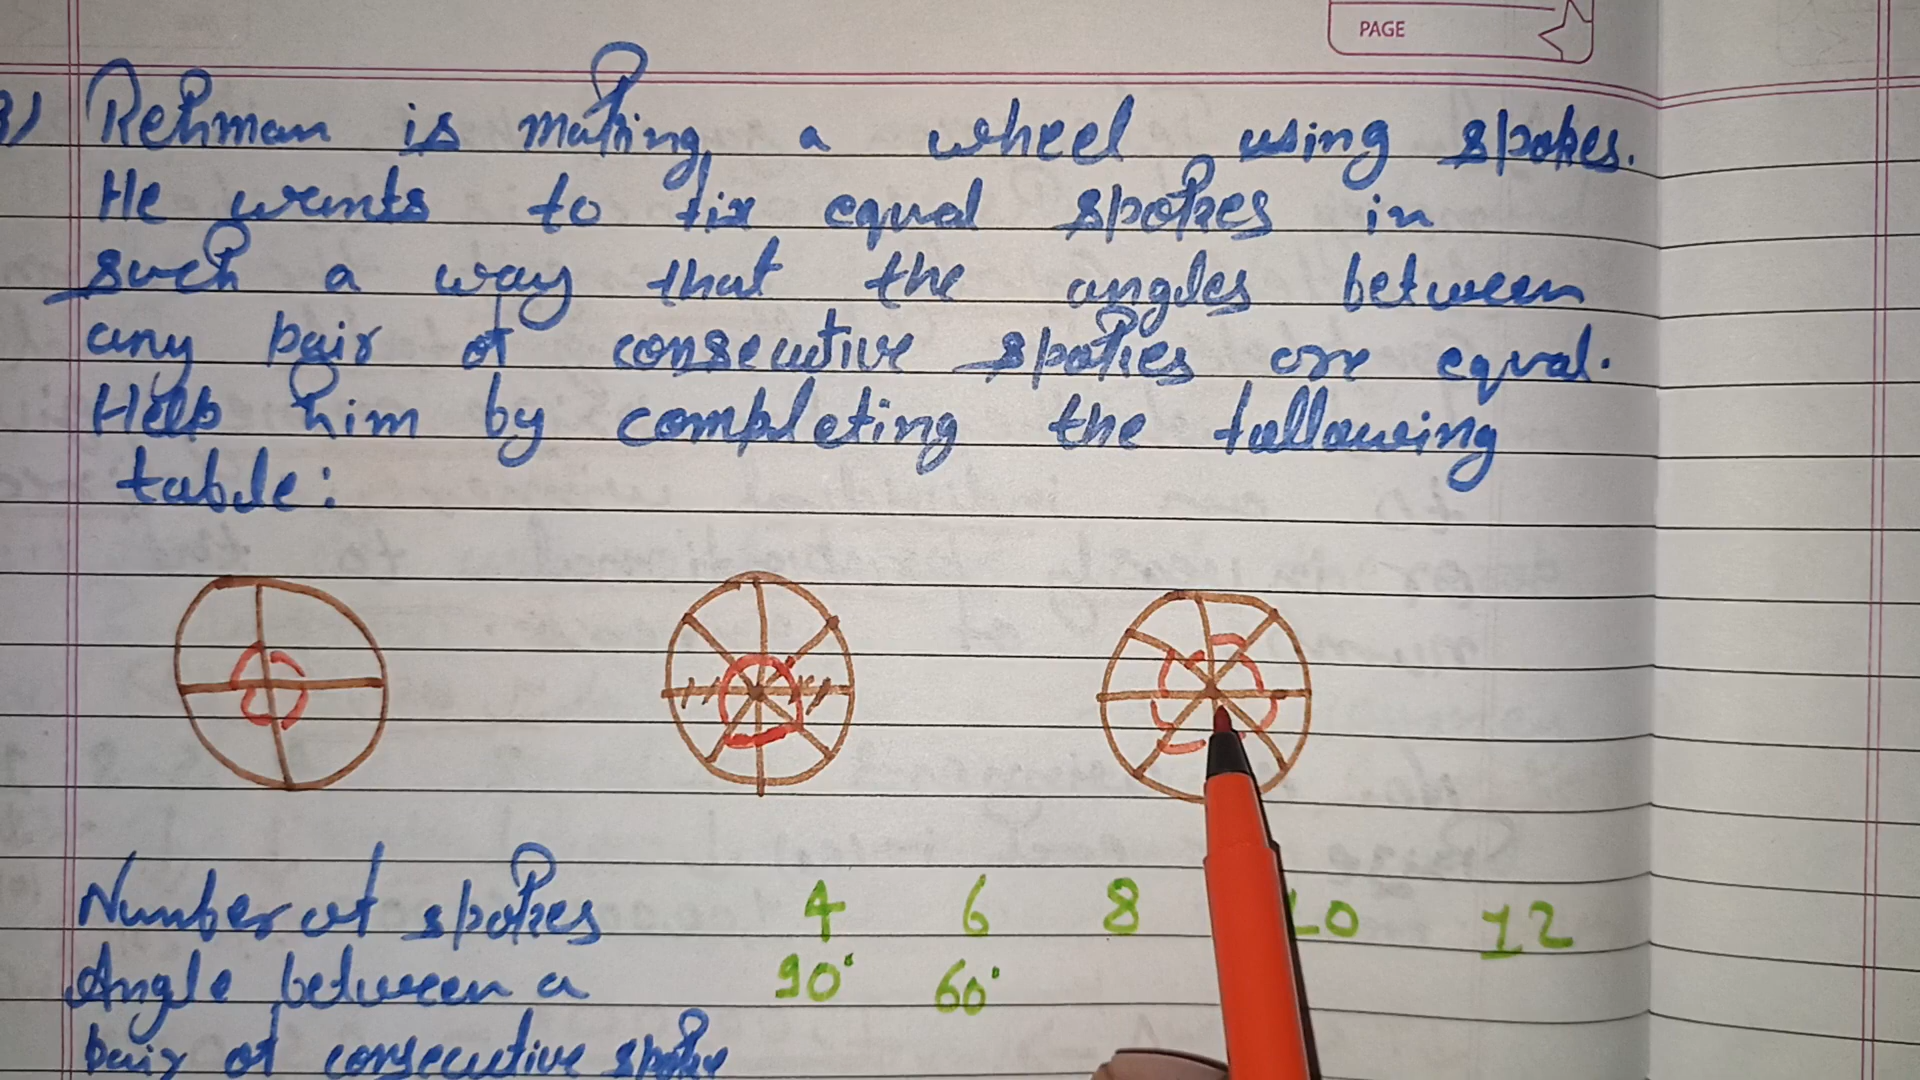 PAGE
3) Rehman is making a wheel using spokes.
He wants to fix equal spokes in
such a way that the angles between
any pair of consecutive spokes are equal.
Help him by completing the following
table:
Number of spokes 4 6 8 10 12
Angle between a 90° 60°
pair of consecutive spoke